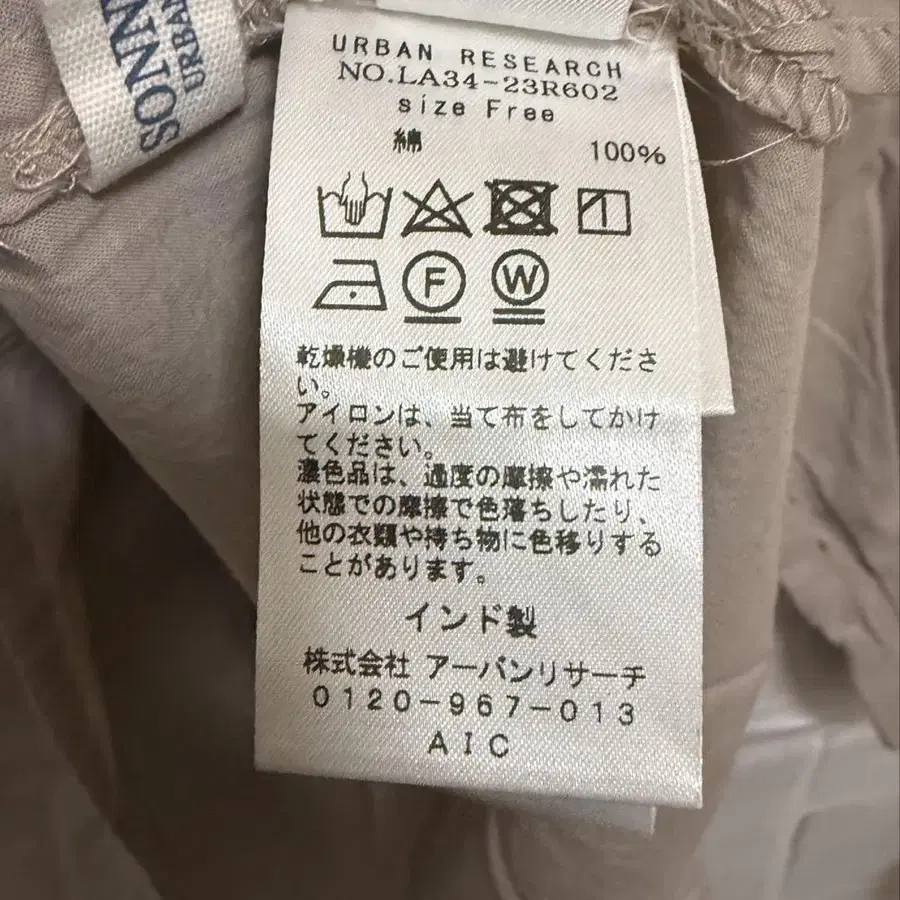 SONN
URBAN
URBAN RESEARCH
NO.LA34-23R602
size Free
綿 100%
F W
乾燥機のご使用は避けてくださ
い。
アイロンは、当て布をしてかけ
てください。
濃色品は、過度の摩擦や濡れた
状態での摩擦で色落ちしたり、
他の衣類や持ち物に色移りする
ことがあります。
インド製
株式会社 アーバンリサーチ
0120-967-013
AIC